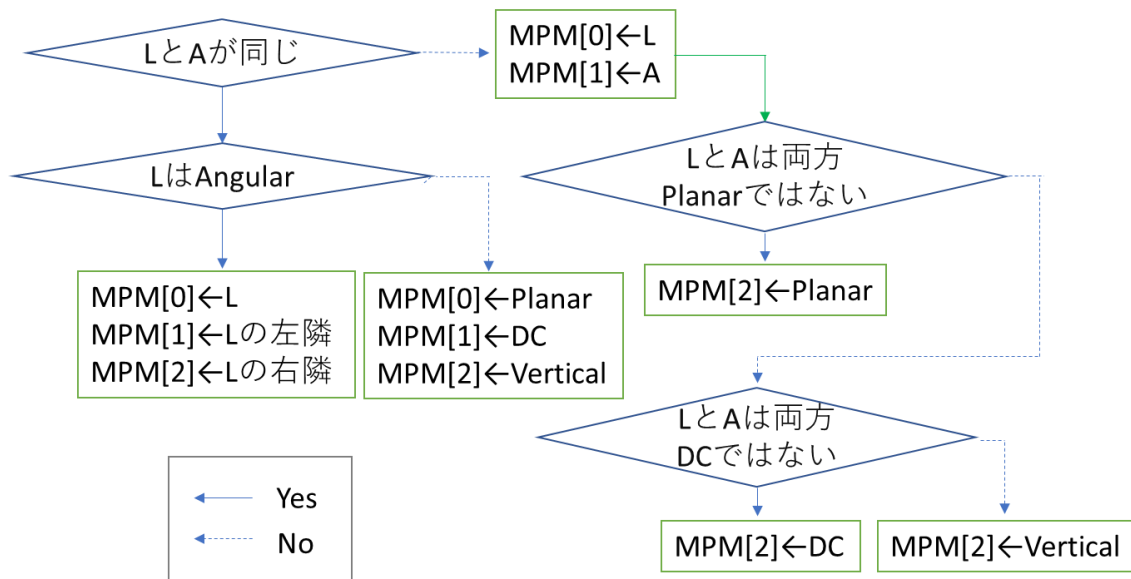 LとAが同じ
MPM[0]←L
MPM[1]←A
LはAngular
LとAは両方
Planarではない
MPM[0]←L
MPM[1]←Lの左隣
MPM[2]←Lの右隣
MPM[0]←Planar
MPM[1]←DC
MPM[2]←Vertical
MPM[2]←Planar
LとAは両方
DCではない
MPM[2]←DC
MPM[2]←Vertical
Yes
No